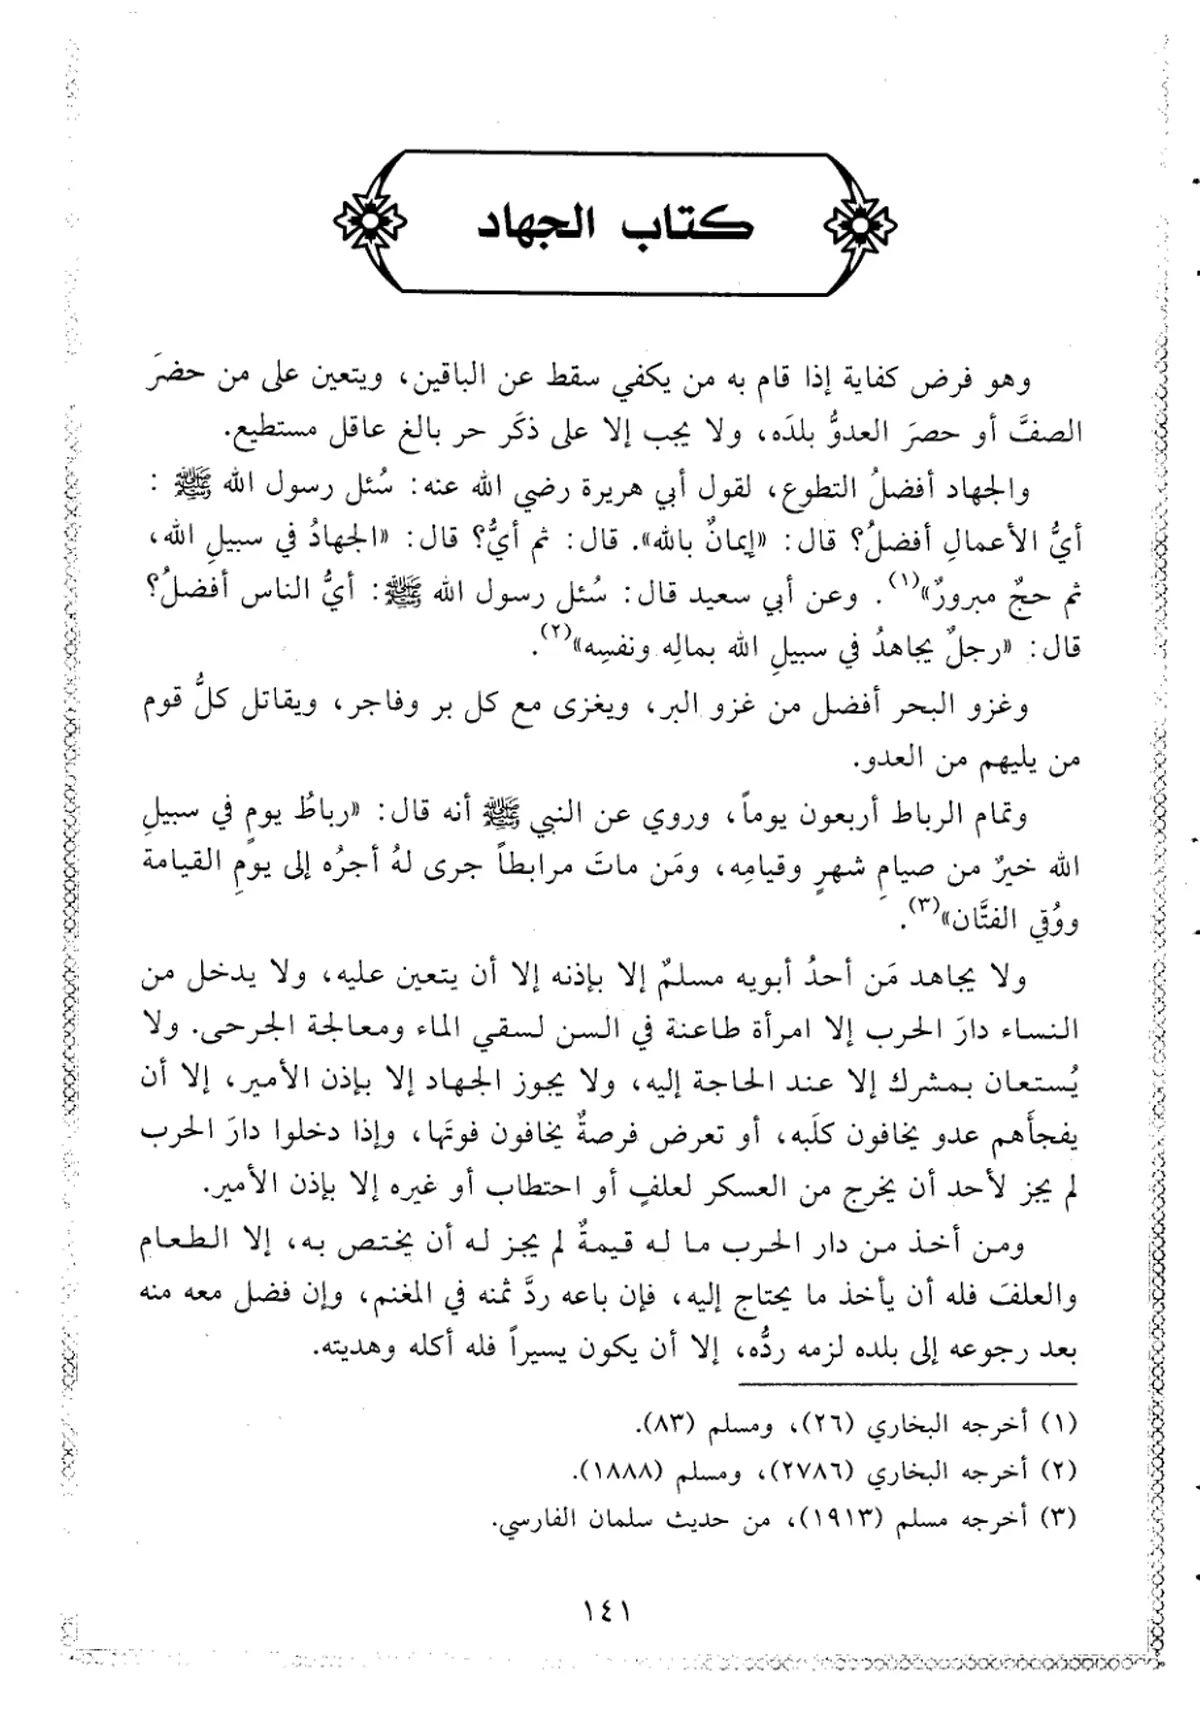 كتاب الجهاد
وهو فرض كفاية إذا قام به من يكفي سقط عن الباقين، ويتعين على من حضَر
الصفَّ أو حصرَ العدوُّ بلدَه، ولا يجب إلا على ذكَر حر بالغ عاقل مستطيع.
والجهاد أفضلُ التطوع، لقول أبي هريرة رضي الله عنه: سُئل رسول الله ﷺ :
أيُّ الأعمالِ أفضلُ؟ قال: «إيمانٌ بالله». قال: ثم أيُّ؟ قال: «الجهادُ في سبيلِ الله،
ثم حجٌ مبرورٌ»(١). وعن أبي سعيد قال: سُئل رسول الله ﷺ: أيُّ الناس أفضلُ؟
قال: «رجلٌ يجاهدُ في سبيلِ الله بمالِه ونفسِه»(٢).
وغزو البحر أفضل من غزو البر، ويغزى مع كل بر وفاجر، ويقاتل كلُّ قوم
من يليهم من العدو.
وتمام الرباط أربعون يوماً، وروي عن النبي ﷺ أنه قال: «رباطُ يومٍ في سبيلِ
الله خيرٌ من صيامِ شهرٍ وقيامِه، ومَن ماتَ مرابطاً جرى لهُ أجرُه إلى يومِ القيامة
ووُقي الفتَّان»(٣).
ولا يجاهد مَن أحدُ أبويه مسلمٌ إلا بإذنه إلا أن يتعين عليه، ولا يدخل من
النساء دارَ الحرب إلا امرأة طاعنة في السن لسقي الماء ومعالجة الجرحى. ولا
يُستعان بمشرك إلا عند الحاجة إليه، ولا يجوز الجهاد إلا بإذن الأمير، إلا أن
يفجأَهم عدو يخافون كلَبه، أو تعرض فرصةٌ يخافون فوتَها، وإذا دخلوا دارَ الحرب
لم يجز لأحد أن يخرج من العسكر لعلفٍ أو احتطاب أو غيره إلا بإذن الأمير.
ومن أخذ من دار الحرب ما له قيمةٌ لم يجز له أن يختص به، إلا الطعام
والعلفَ فله أن يأخذ ما يحتاج إليه، فإن باعه ردَّ ثمنه في المغنم، وإن فضل معه منه
بعد رجوعه إلى بلده لزمه ردُّه، إلا أن يكون يسيراً فله أكله وهديته.
(١) أخرجه البخاري (٢٦)، ومسلم (٨٣).
(٢) أخرجه البخاري (٢٧٨٦)، ومسلم (١٨٨٨).
(٣) أخرجه مسلم (١٩١٣)، من حديث سلمان الفارسي.
١٤١